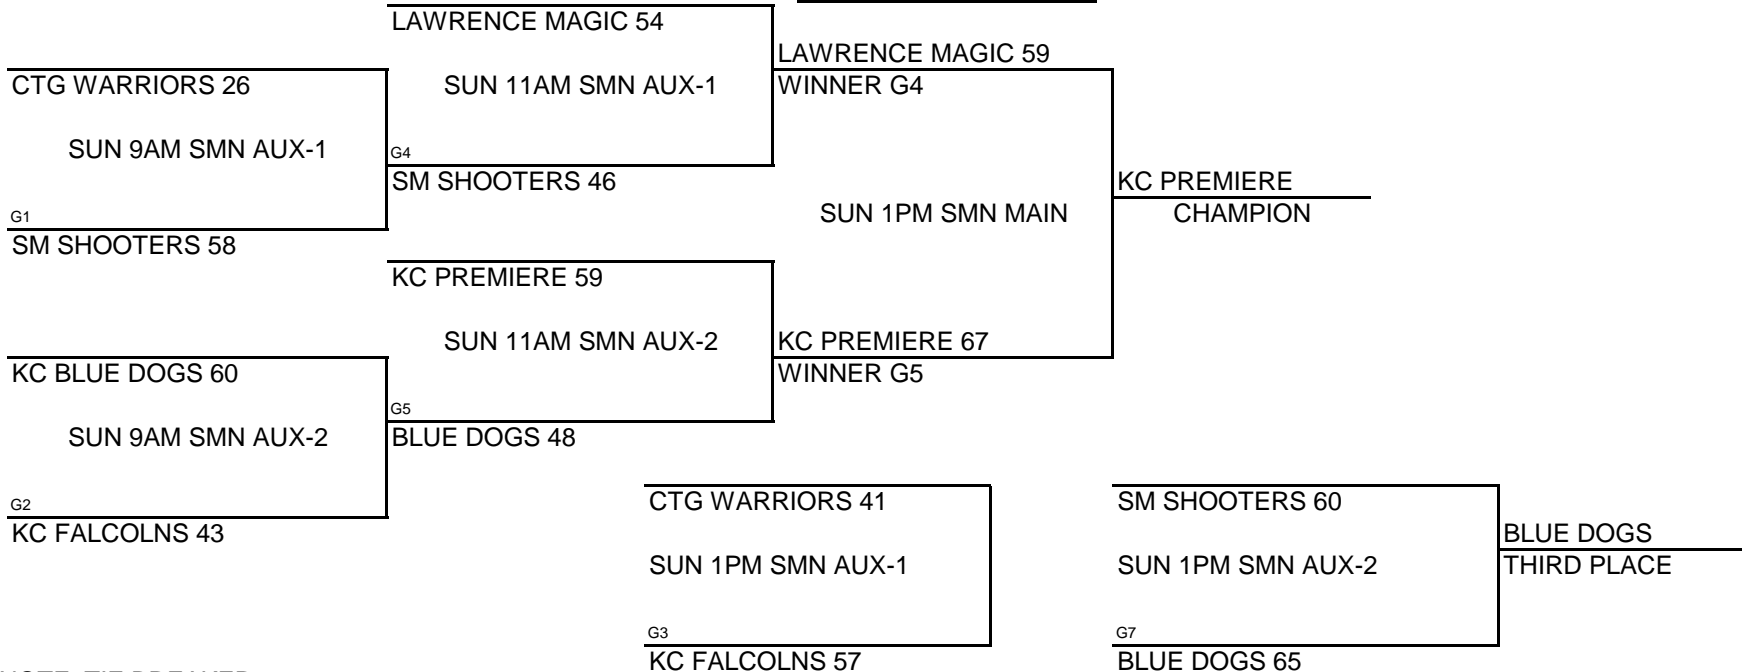 LAWRENCE MAGIC 54
LAWRENCE MAGIC 59
CTG WARRIORS 26
SUN 11AM SMN AUX-1
WINNER G4
SUN 9AM SMN AUX-1
G4
SM SHOOTERS 46
KC PREMIERE
G1
SUN 1PM SMN MAIN
CHAMPION
SM SHOOTERS 58
KC PREMIERE 59
SUN 11AM SMN AUX-2
KC PREMIERE 67
KC BLUE DOGS 60
WINNER G5
G5
SUN 9AM SMN AUX-2
BLUE DOGS 48
G2
KC FALCOLNS 43
CTG WARRIORS 41
SM SHOOTERS 60
BLUE DOGS
SUN 1PM SMN AUX-1
SUN 1PM SMN AUX-2
THIRD PLACE
G3
G7
KC FALCOLNS 57
BLUE DOGS 65